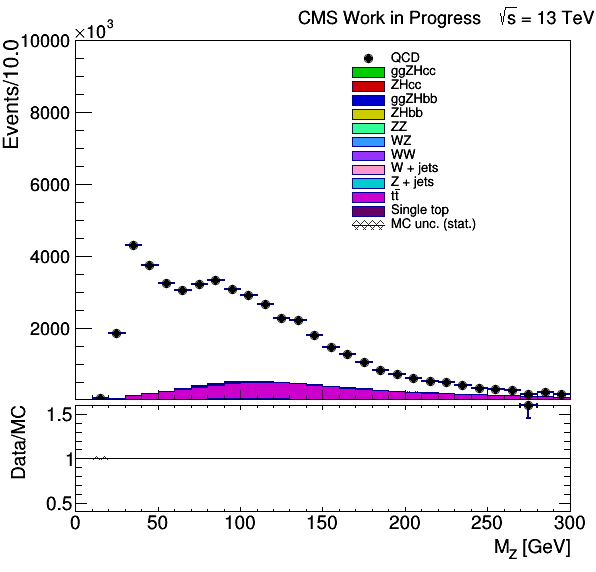 CMS Work in Progress √s = 13 TeV
×10³
Events/10.0
10000
8000
6000
4000
2000
QCD
ggZHcc
ZHcc
ggZHbb
ZHbb
ZZ
WZ
WW
W + jets
Z + jets
tt̄
Single top
MC unc. (stat.)
Data/MC
1.5
1
0.5
0 50 100 150 200 250 300
M_Z [GeV]